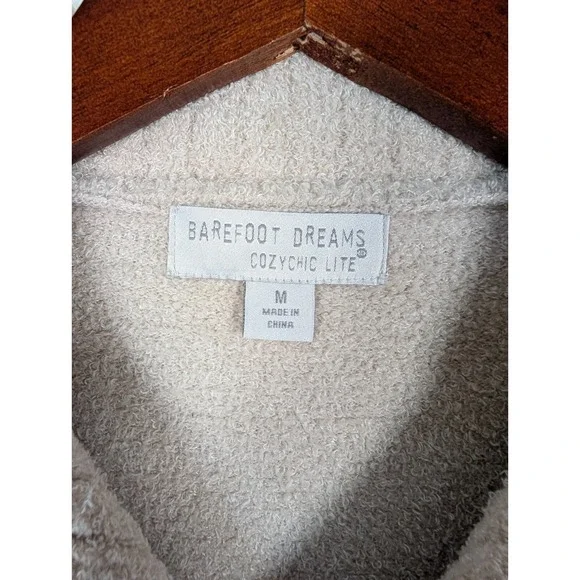 BAREFOOT DREAMS
COZYCHIC LITE®
M
MADE IN
CHINA